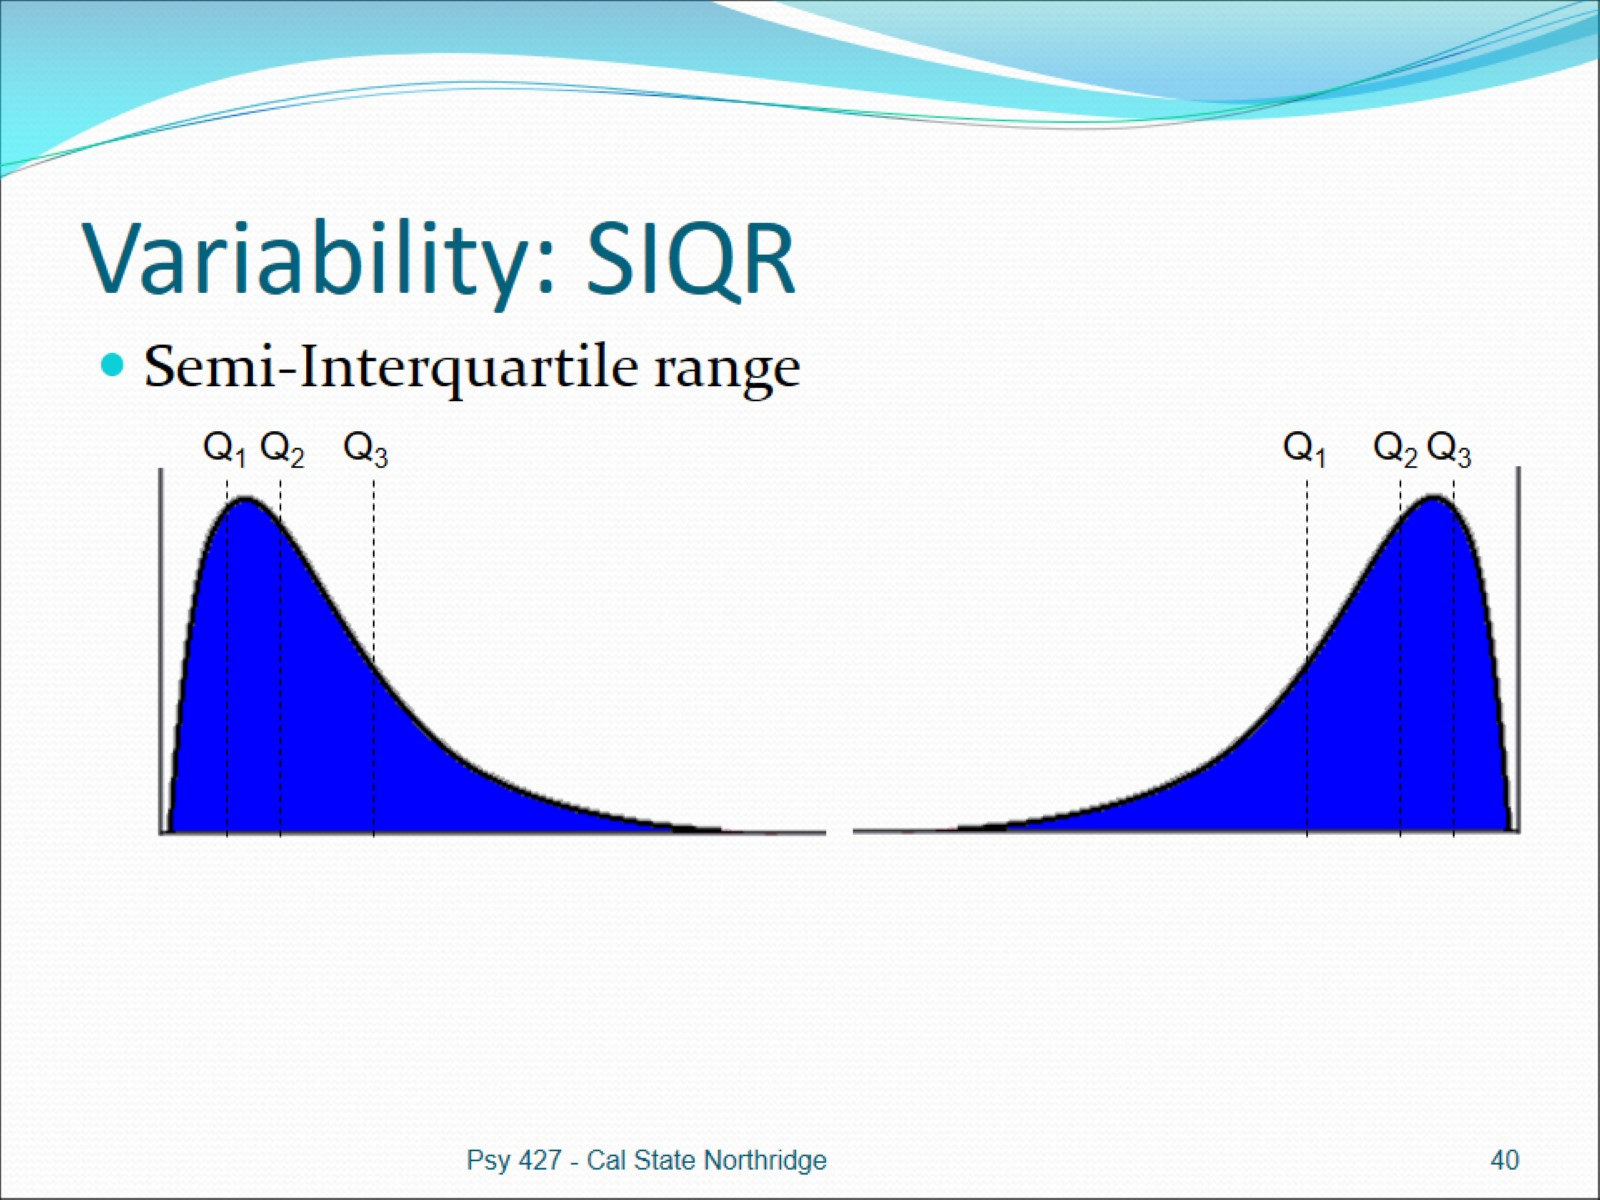 Variability: SIQR
Semi-Interquartile range
Q1 Q2 Q3
Q1 Q2 Q3
Psy 427 - Cal State Northridge
40